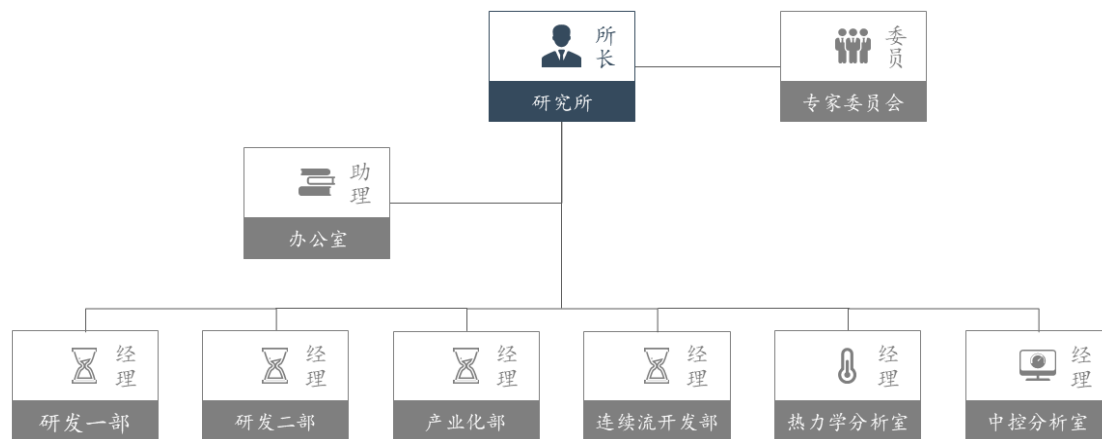 所长
研究所
委员
专家委员会
助理
办公室
经理
研发一部
经理
研发二部
经理
产业化部
经理
连续流开发部
经理
热力学分析室
经理
中控分析室